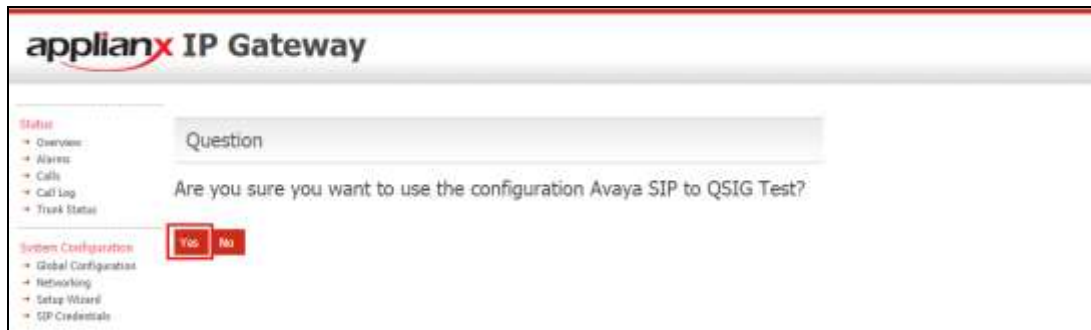 applianx IP Gateway
Status
Overview
Alarms
Calls
Call Log
Trunk Status
System Configuration
Global Configuration
Networking
Setup Wizard
SIP Credentials
Question
Are you sure you want to use the configuration Avaya SIP to QSIG Test?
Yes No